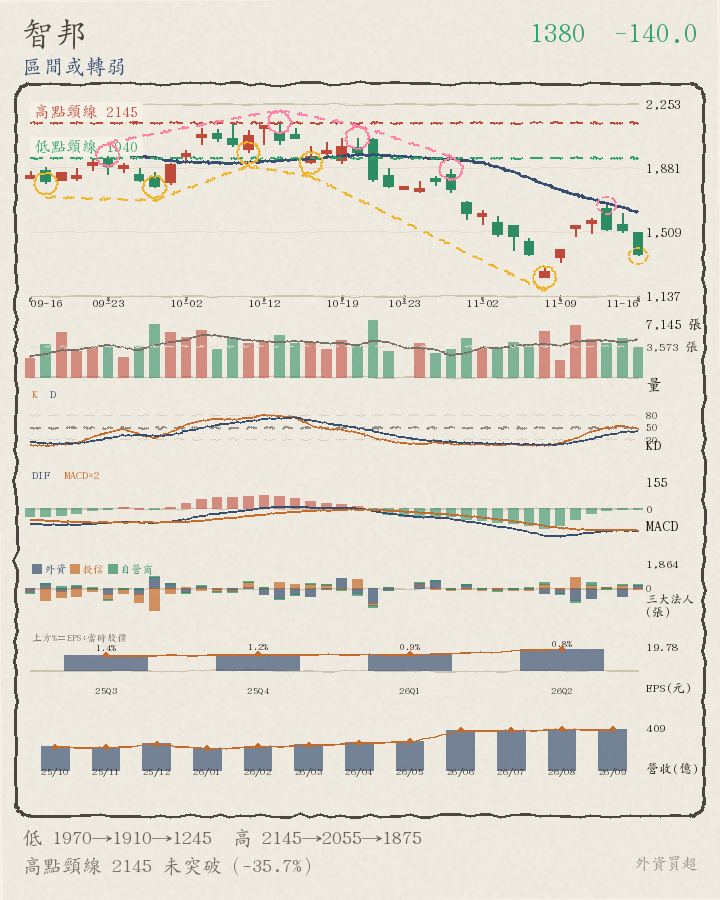 智邦
1380 -140.0
區間或轉弱
高點頸線 2145
低點頸線 1940
2,253
1,881
1,509
1,137
09-16 09-23 10-02 10-12 10-19 10-23 11-02 11-09 11-16
7,145 張
3,573 張
量
K D
80
50
20
KD
DIF MACD×2
155
0
MACD
外資 投信 自營商
1,864
0
三大法人
(張)
上方%=EPS÷當時股價
1.4% 1.2% 0.9% 0.8%
19.78
25Q3 25Q4 26Q1 26Q2
EPS(元)
409
25/10 25/11 25/12 26/01 26/02 26/03 26/04 26/05 26/06 26/07 26/08 26/09
營收(億)
低 1970→1910→1245 高 2145→2055→1875
高點頸線 2145 未突破 (-35.7%)
外資買超